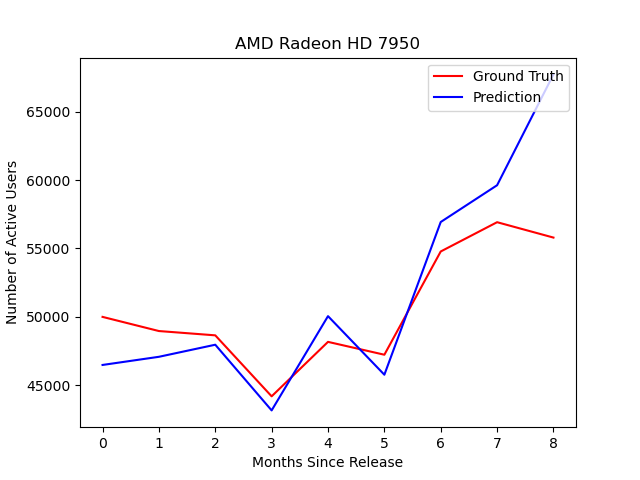 AMD Radeon HD 7950
Ground Truth
Prediction
65000
60000
55000
50000
45000
Number of Active Users
0 1 2 3 4 5 6 7 8
Months Since Release